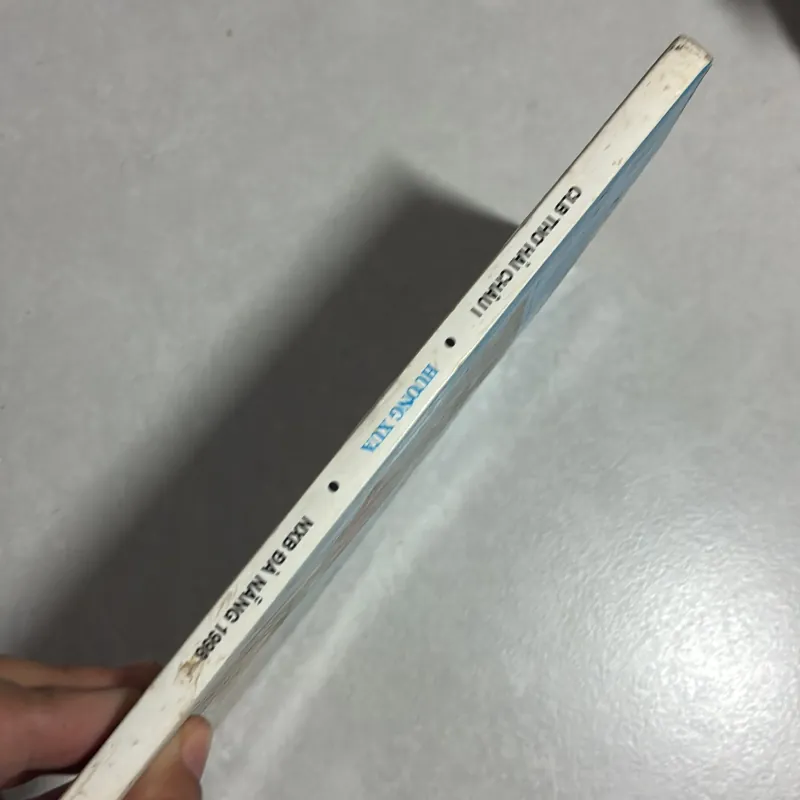 CLB THƠ HẢI CHÂU I • HƯƠNG XƯA • NXB ĐÀ NẴNG 1998